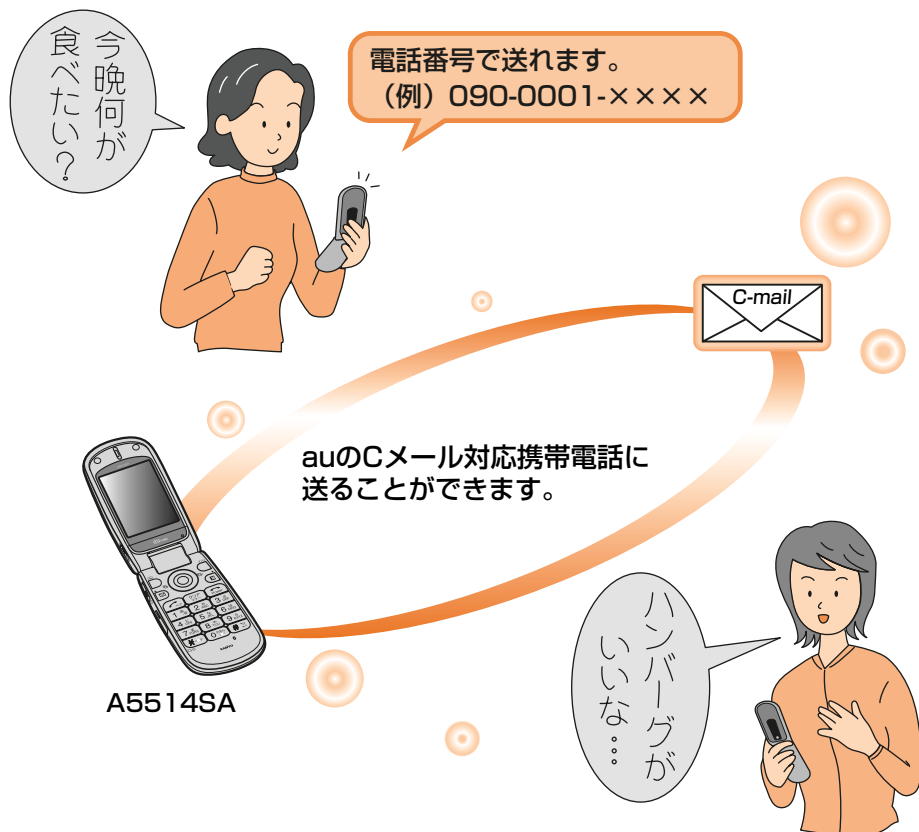 今晩何が
食べたい?
電話番号で送れます。
（例）090-0001-××××
C-mail
auのCメール対応携帯電話に
送ることができます。
A5514SA
ハンバーグが
いいな…